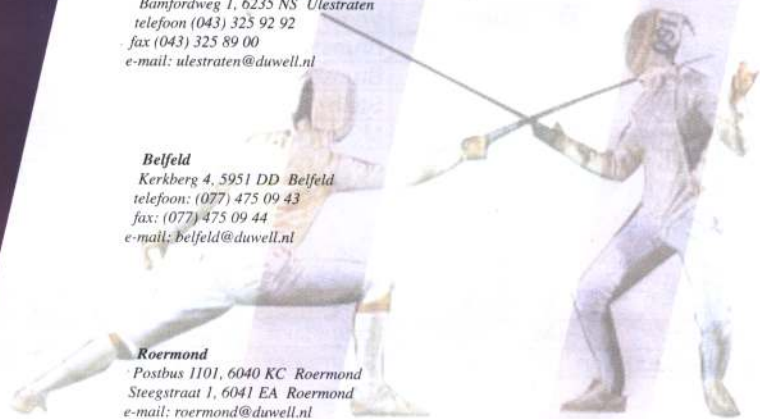 Bamfordweg 1, 6235 NS Ulestraten
telefoon (043) 325 92 92
fax (043) 325 89 00
e-mail: ulestraten@duwell.nl
Belfeld
Kerkberg 4, 5951 DD Belfeld
telefoon: (077) 475 09 43
fax: (077) 475 09 44
e-mail: belfeld@duwell.nl
Roermond
Postbus 1101, 6040 KC Roermond
Steegstraat 1, 6041 EA Roermond
e-mail: roermond@duwell.nl